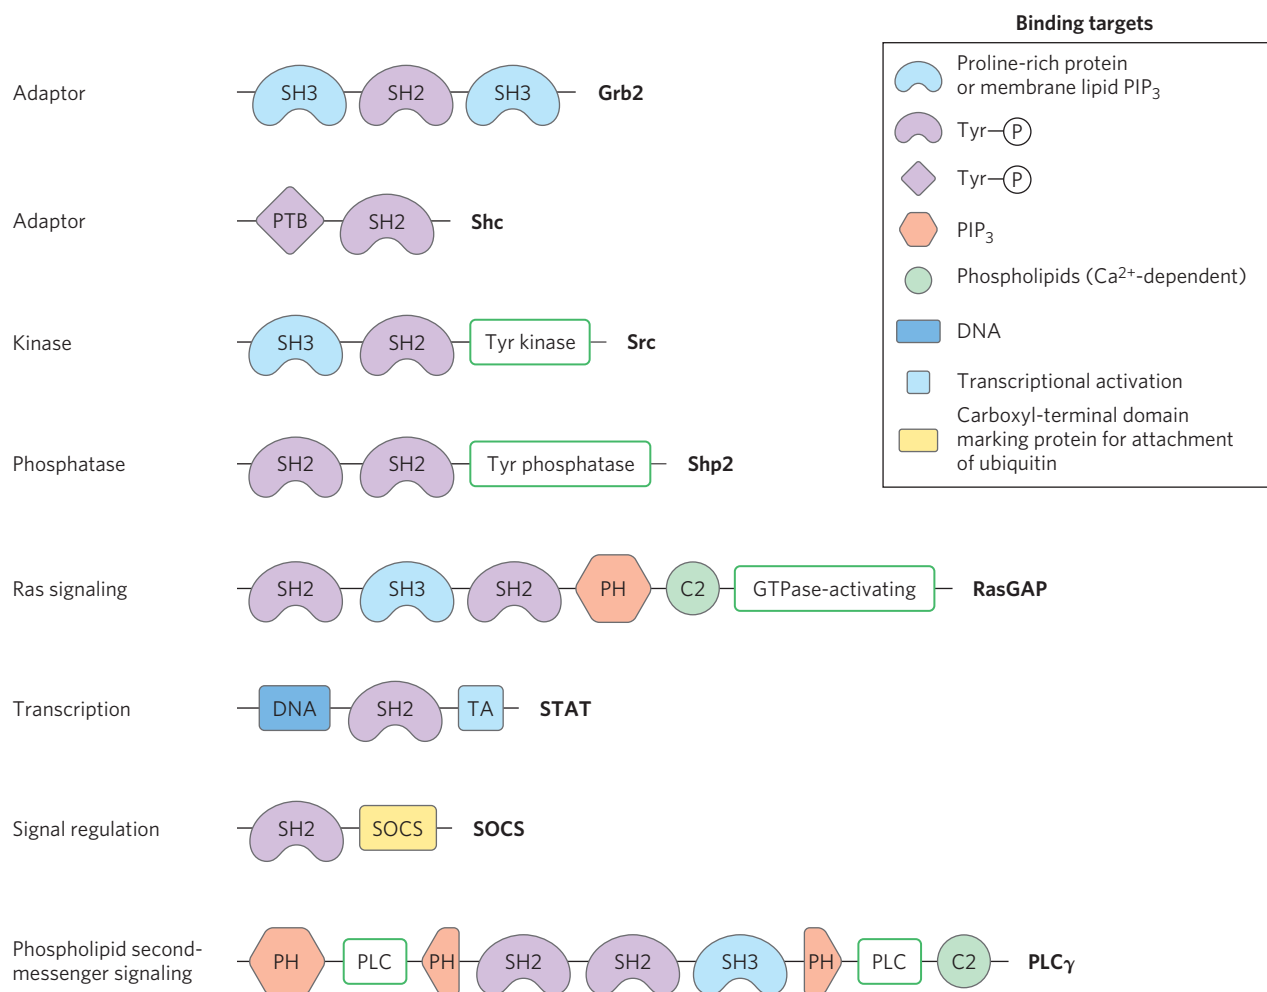 Binding targets
Proline-rich protein
or membrane lipid PIP3
Tyr—P
Tyr—P
PIP3
Phospholipids (Ca2+-dependent)
DNA
Transcriptional activation
Carboxyl-terminal domain
marking protein for attachment
of ubiquitin
Adaptor SH3 SH2 SH3 Grb2
Adaptor PTB SH2 Shc
Kinase SH3 SH2 Tyr kinase Src
Phosphatase SH2 SH2 Tyr phosphatase Shp2
Ras signaling SH2 SH3 SH2 PH C2 GTPase-activating RasGAP
Transcription DNA SH2 TA STAT
Signal regulation SH2 SOCS SOCS
Phospholipid second-
messenger signaling
PH PLC PH SH2 SH2 SH3 PH PLC C2 PLCγ